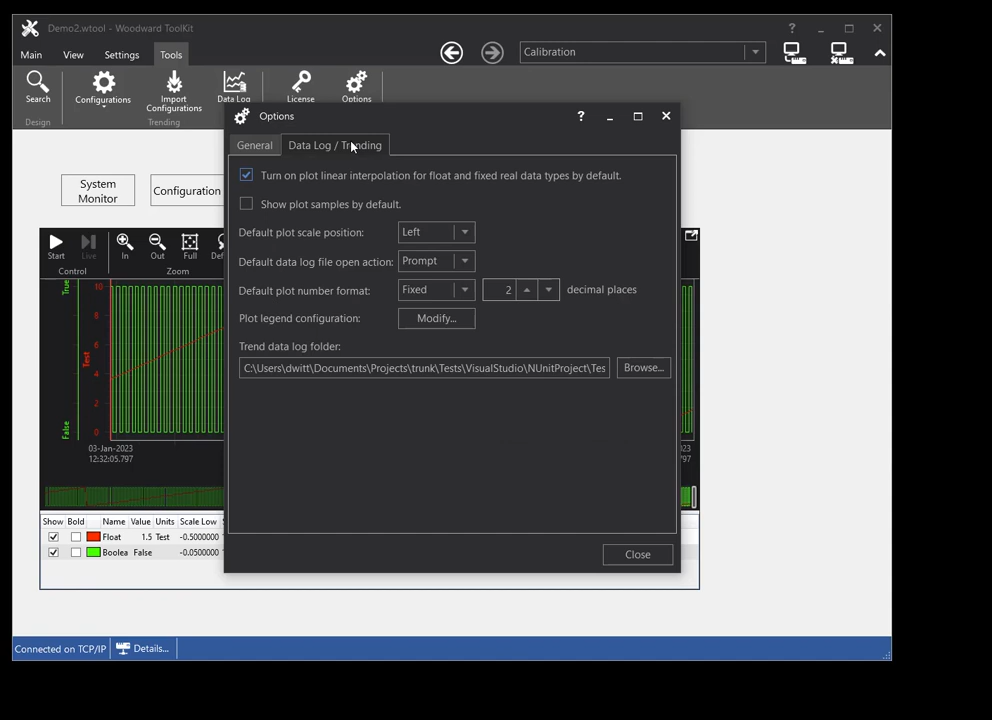 Demo2.wtool - Woodward ToolKit
?
Main View Settings Tools
Calibration
Search
Configurations
Import
Configurations
Data Log
License
Options
Design
Trending
Options
?
General
Data Log / Trending
Turn on plot linear interpolation for float and fixed real data types by default.
Show plot samples by default.
Default plot scale position: Left
Default data log file open action: Prompt
Default plot number format: Fixed 2 decimal places
Plot legend configuration: Modify...
Trend data log folder:
C:\Users\dwitt\Documents\Projects\trunk\Tests\VisualStudio\NUnitProject\Tes Browse...
Close
System
Monitor
Configuration
Start
Live
In
Out
Full
Control
Zoom
True
False
Test
10
8
6
4
2
0
03-Jan-2023
12:32:05.797
Show Bold Name Value Units Scale Low
Float 1.5 Test -0.5000000
Boolea False -0.0500000
Connected on TCP/IP
Details...